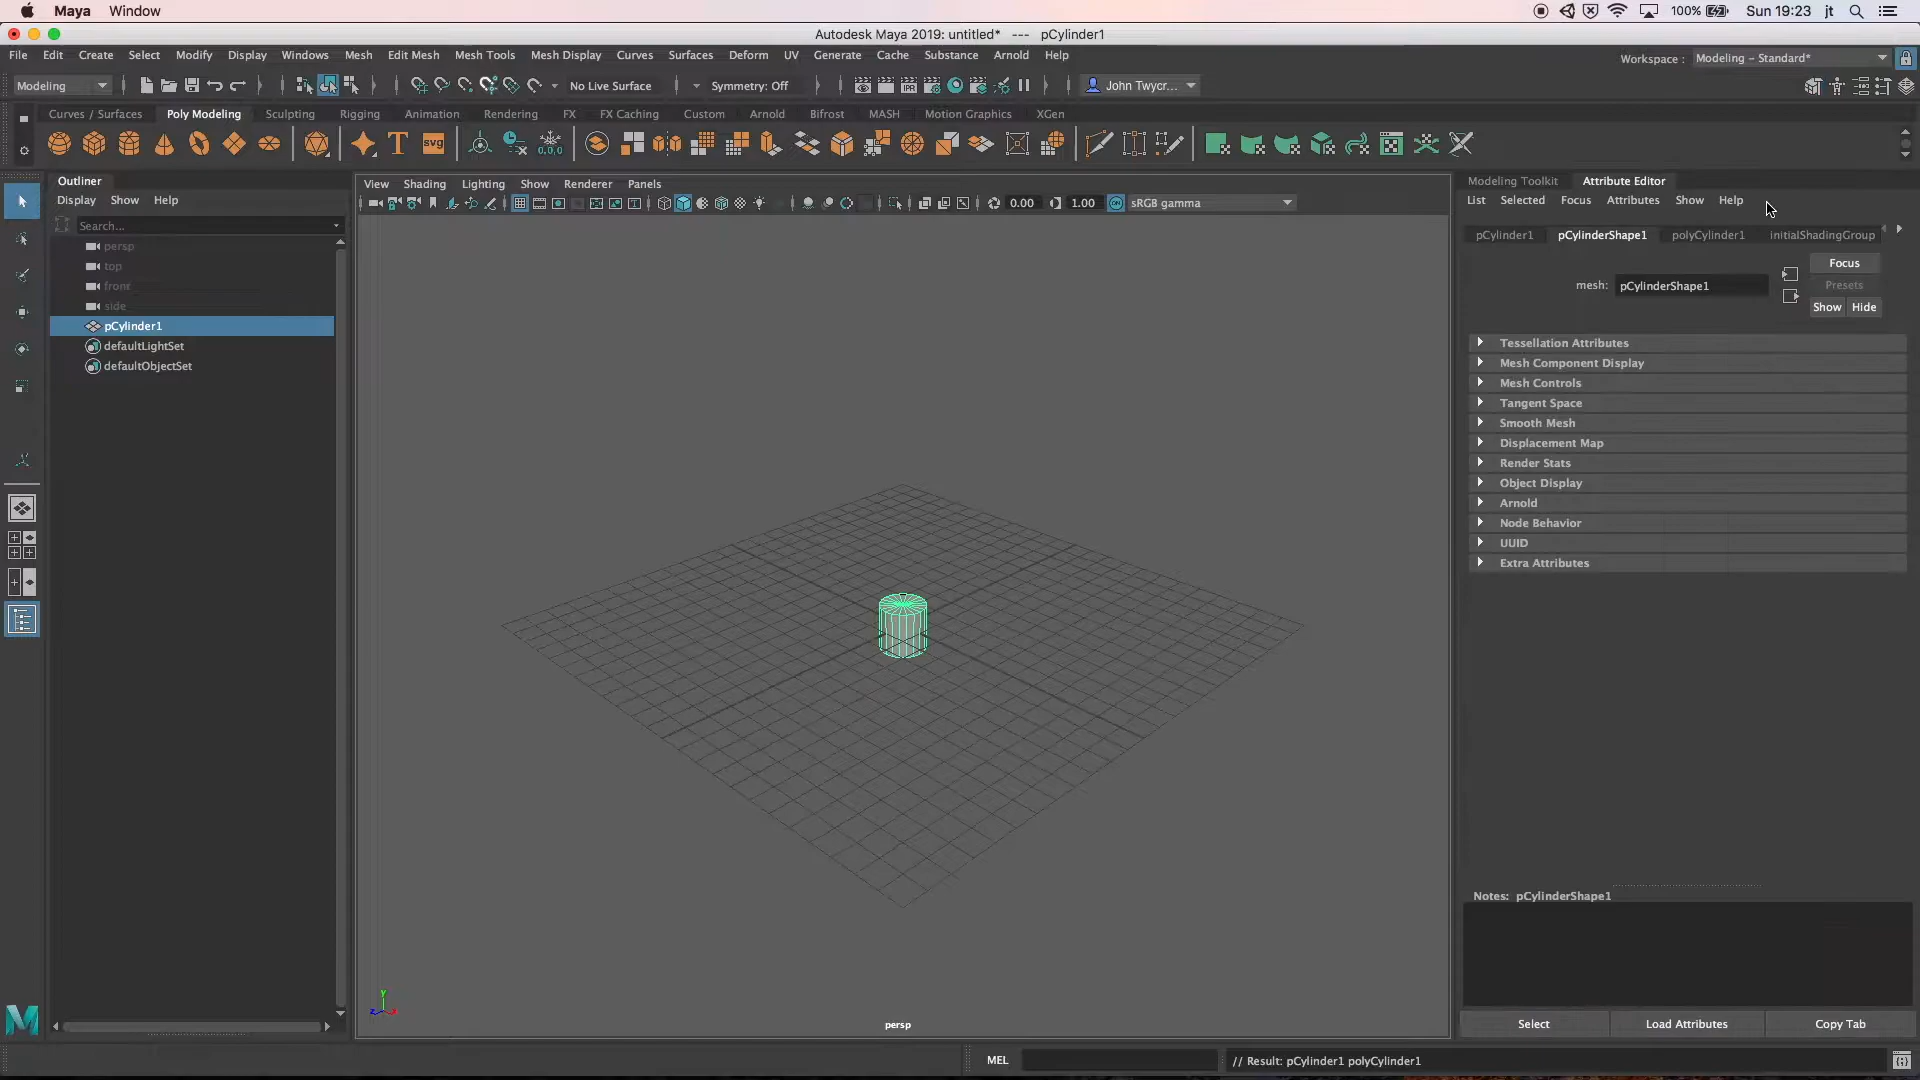 Maya Window 100% Sun 19:23 jt
Autodesk Maya 2019: untitled* --- pCylinder1
File Edit Create Select Modify Display Windows Mesh Edit Mesh Mesh Tools Mesh Display Curves Surfaces Deform UV Generate Cache Substance Arnold Help Workspace : Modeling - Standard*
Modeling No Live Surface Symmetry: Off IPR John Twycr...
Curves / Surfaces Poly Modeling Sculpting Rigging Animation Rendering FX FX Caching Custom Arnold Bifrost MASH Motion Graphics XGen
T svg 0,0,0
Outliner
Display Show Help
Search...
persp
top
front
side
pCylinder1
defaultLightSet
defaultObjectSet
View Shading Lighting Show Renderer Panels
0.00 1.00 sRGB gamma
y
z
persp
Modeling Toolkit Attribute Editor
List Selected Focus Attributes Show Help
pCylinder1 pCylinderShape1 polyCylinder1 initialShadingGroup
Focus
mesh: pCylinderShape1 Presets
Show Hide
Tessellation Attributes
Mesh Component Display
Mesh Controls
Tangent Space
Smooth Mesh
Displacement Map
Render Stats
Object Display
Arnold
Node Behavior
UUID
Extra Attributes
Notes: pCylinderShape1
Select Load Attributes Copy Tab
M
MEL // Result: pCylinder1 polyCylinder1